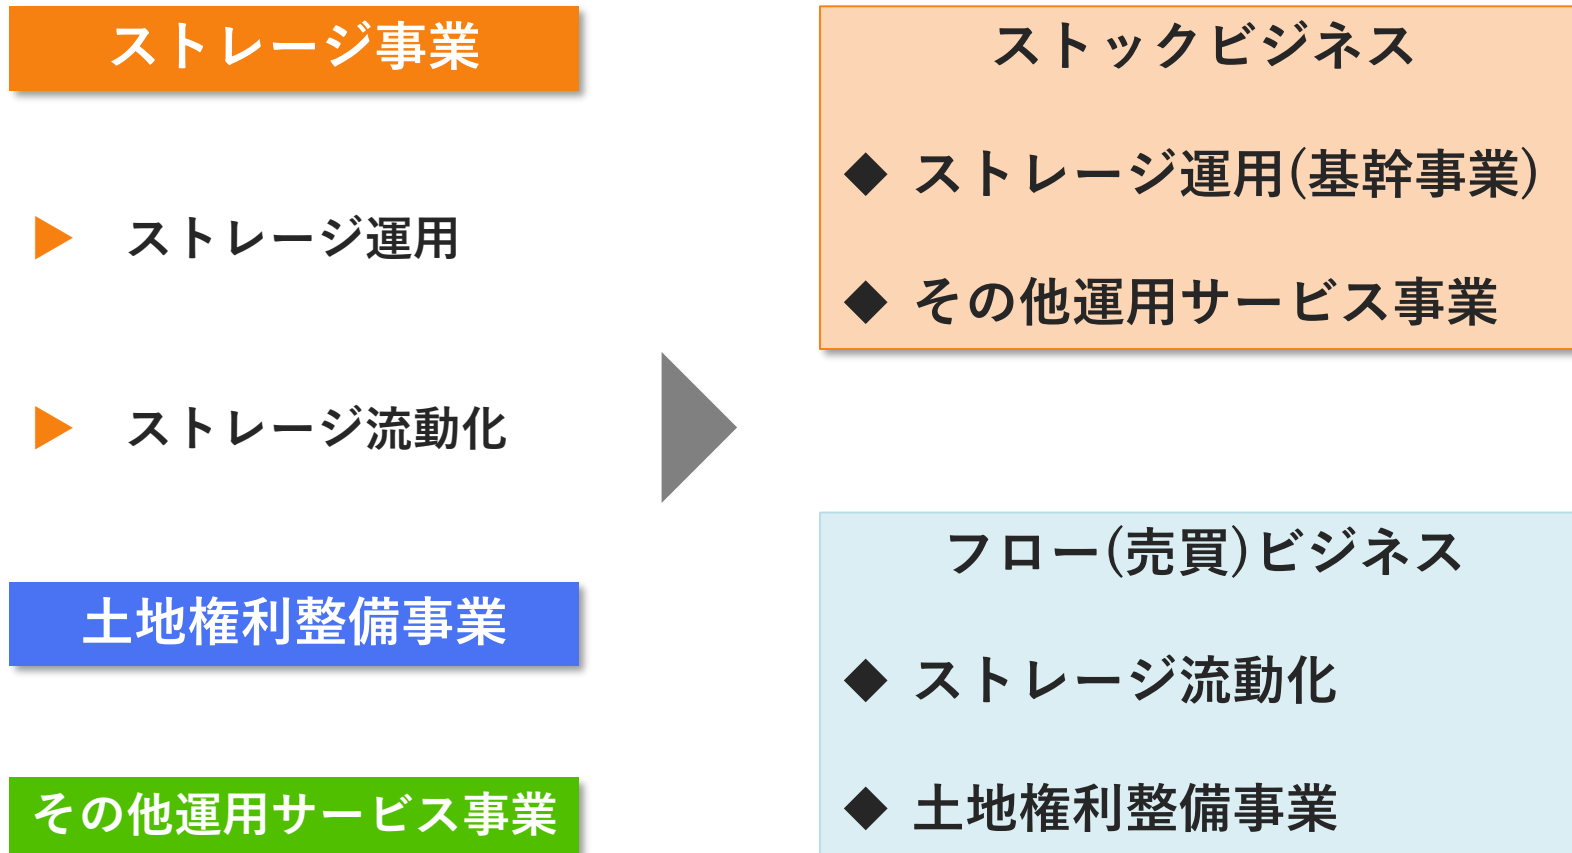 ストレージ事業
ストレージ運用
ストレージ流動化
土地権利整備事業
その他運用サービス事業
ストックビジネス
◆ ストレージ運用(基幹事業)
◆ その他運用サービス事業
フロー(売買)ビジネス
◆ ストレージ流動化
◆ 土地権利整備事業